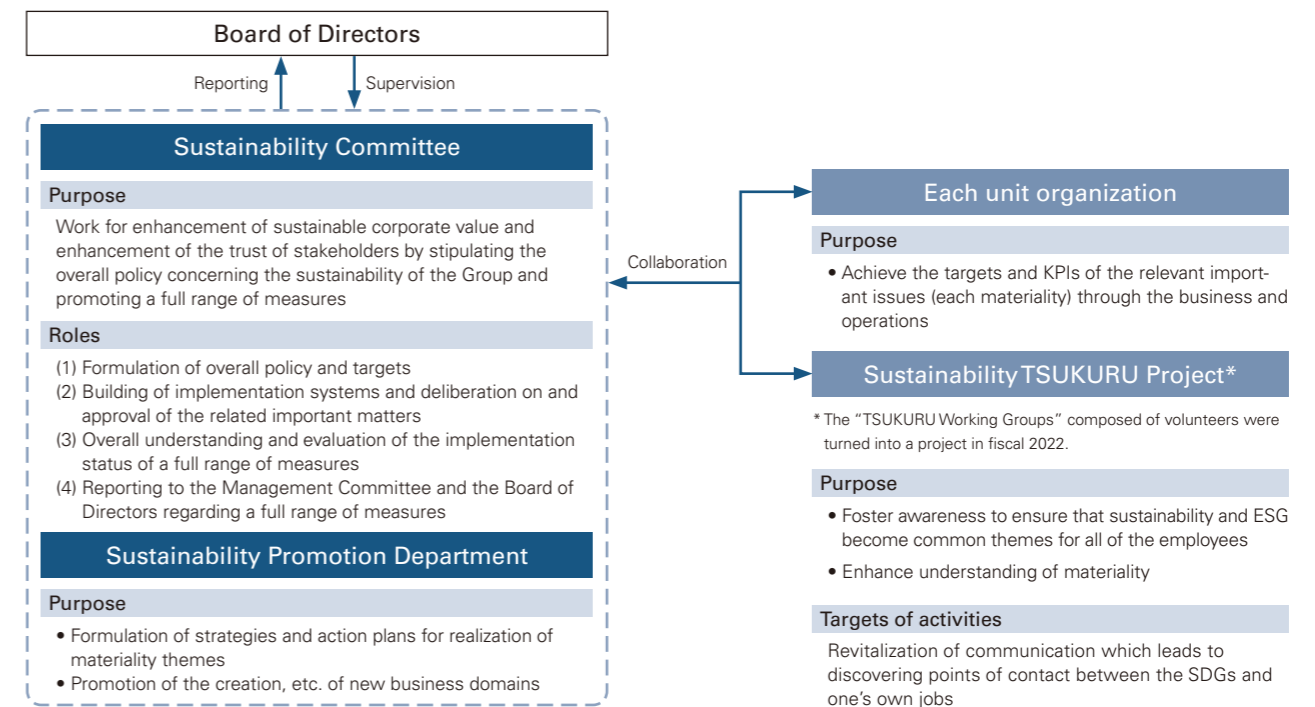 Board of Directors
Reporting
Supervision
Sustainability Committee
Purpose
Work for enhancement of sustainable corporate value and
enhancement of the trust of stakeholders by stipulating the
overall policy concerning the sustainability of the Group and
promoting a full range of measures
Roles
(1) Formulation of overall policy and targets
(2) Building of implementation systems and deliberation on and
approval of the related important matters
(3) Overall understanding and evaluation of the implementation
status of a full range of measures
(4) Reporting to the Management Committee and the Board of
Directors regarding a full range of measures
Sustainability Promotion Department
Purpose
• Formulation of strategies and action plans for realization of
materiality themes
• Promotion of the creation, etc. of new business domains
Collaboration
Each unit organization
Purpose
• Achieve the targets and KPIs of the relevant import-
ant issues (each materiality) through the business and
operations
Sustainability TSUKURU Project*
* The “TSUKURU Working Groups” composed of volunteers were
turned into a project in fiscal 2022.
Purpose
• Foster awareness to ensure that sustainability and ESG
become common themes for all of the employees
• Enhance understanding of materiality
Targets of activities
Revitalization of communication which leads to
discovering points of contact between the SDGs and
one’s own jobs